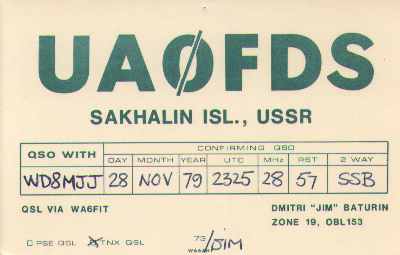 UAØFDS
SAKHALIN ISL., USSR
CONFIRMING QSO
QSO WITH DAY MONTH YEAR UTC MHz RST 2 WAY
WD8MJJ 28 NOV 79 2325 28 57 SSB
QSL VIA WA6FIT DMITRI "JIM" BATURIN
ZONE 19, OBL153
PSE QSL TNX QSL 73/JIM